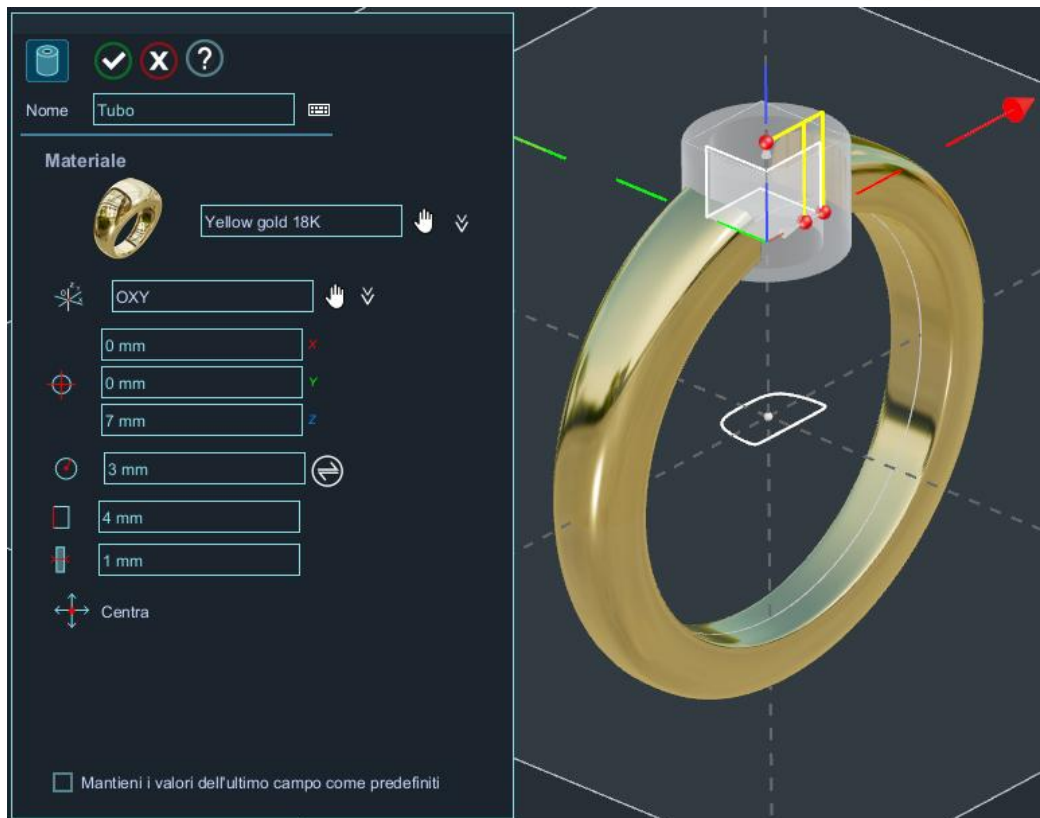 Nome Tubo
Materiale
Yellow gold 18K
OXY
0 mm X
0 mm Y
7 mm Z
3 mm
4 mm
1 mm
Centra
Mantieni i valori dell'ultimo campo come predefiniti